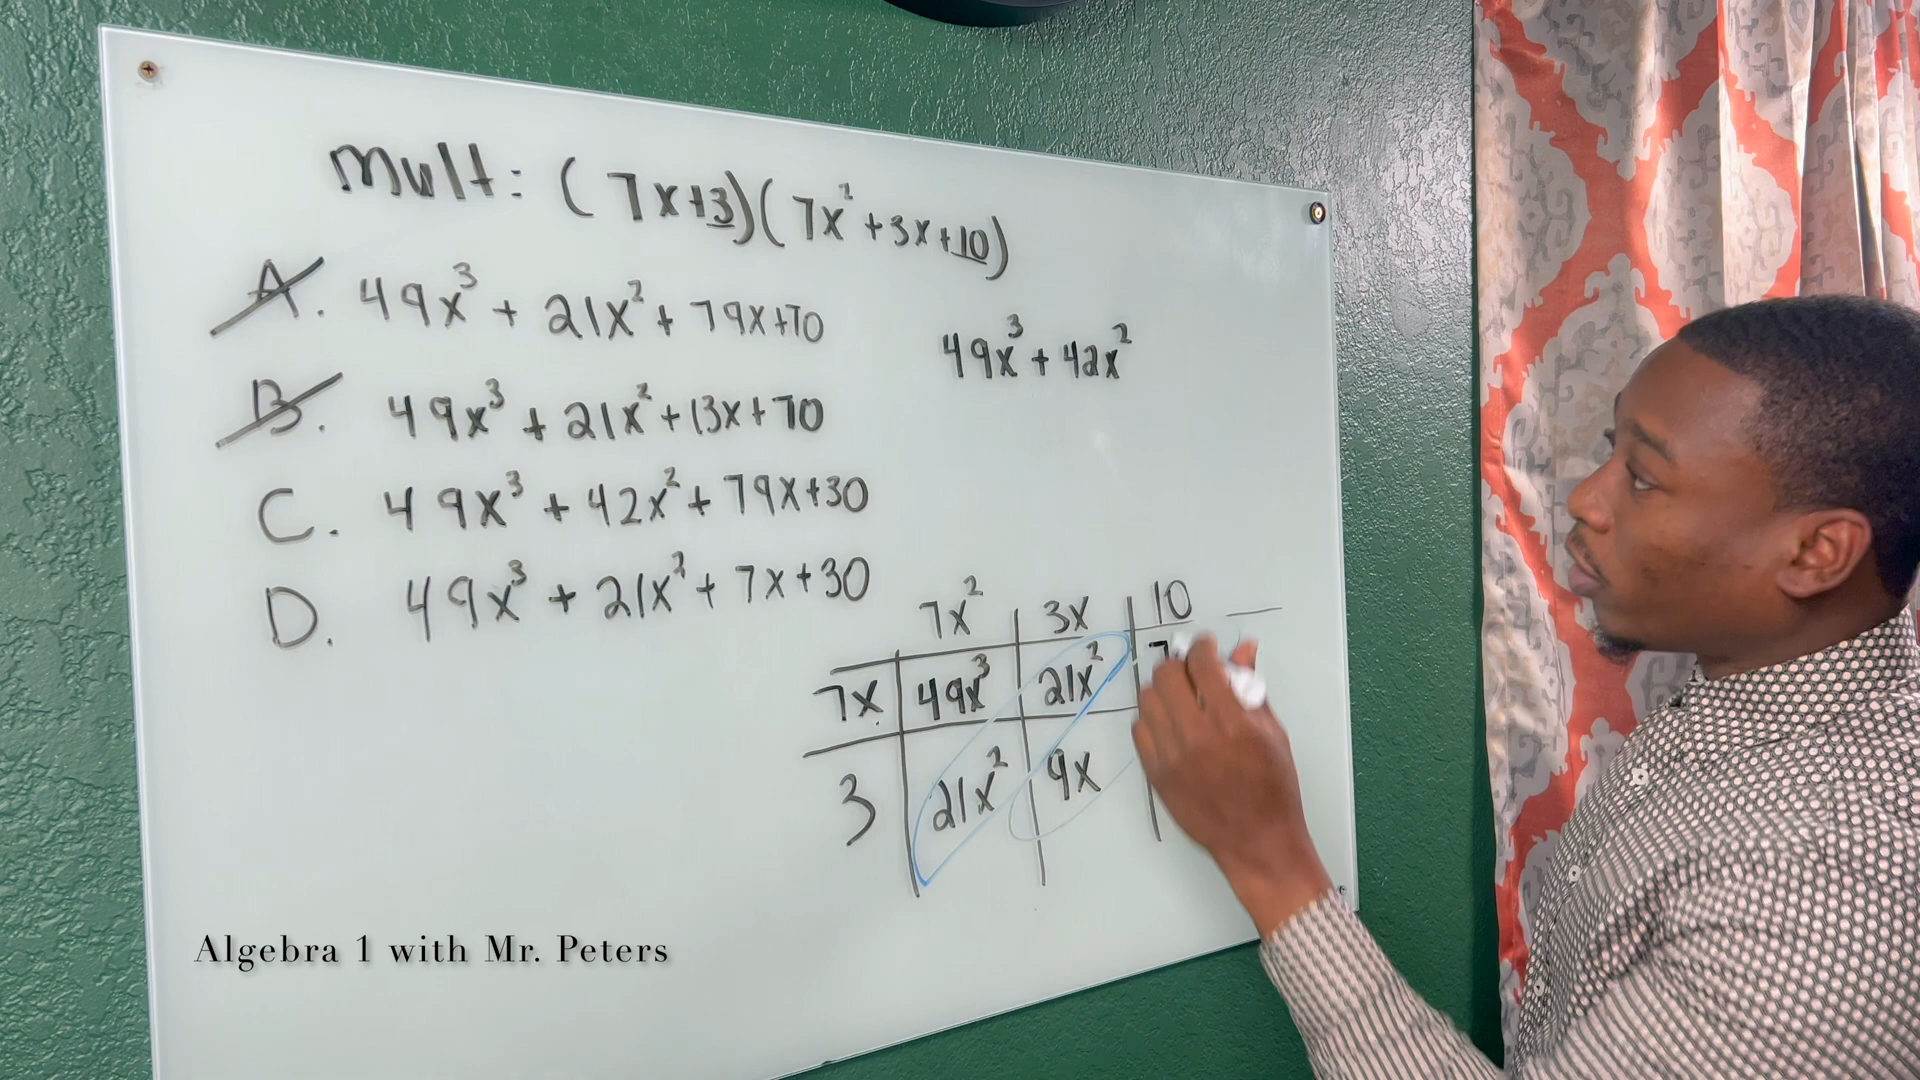 mult: (7x+3)(7x²+3x+10)
A. 49x³ + 21x² + 79x+70
B. 49x³ + 21x² + 13x+70
C. 49x³ + 42x² + 79x+30
D. 49x³ + 21x² + 7x+30
49x³ + 42x²
7x² 3x 10
7x 49x³ 21x² 7
3 21x² 9x
Algebra 1 with Mr. Peters